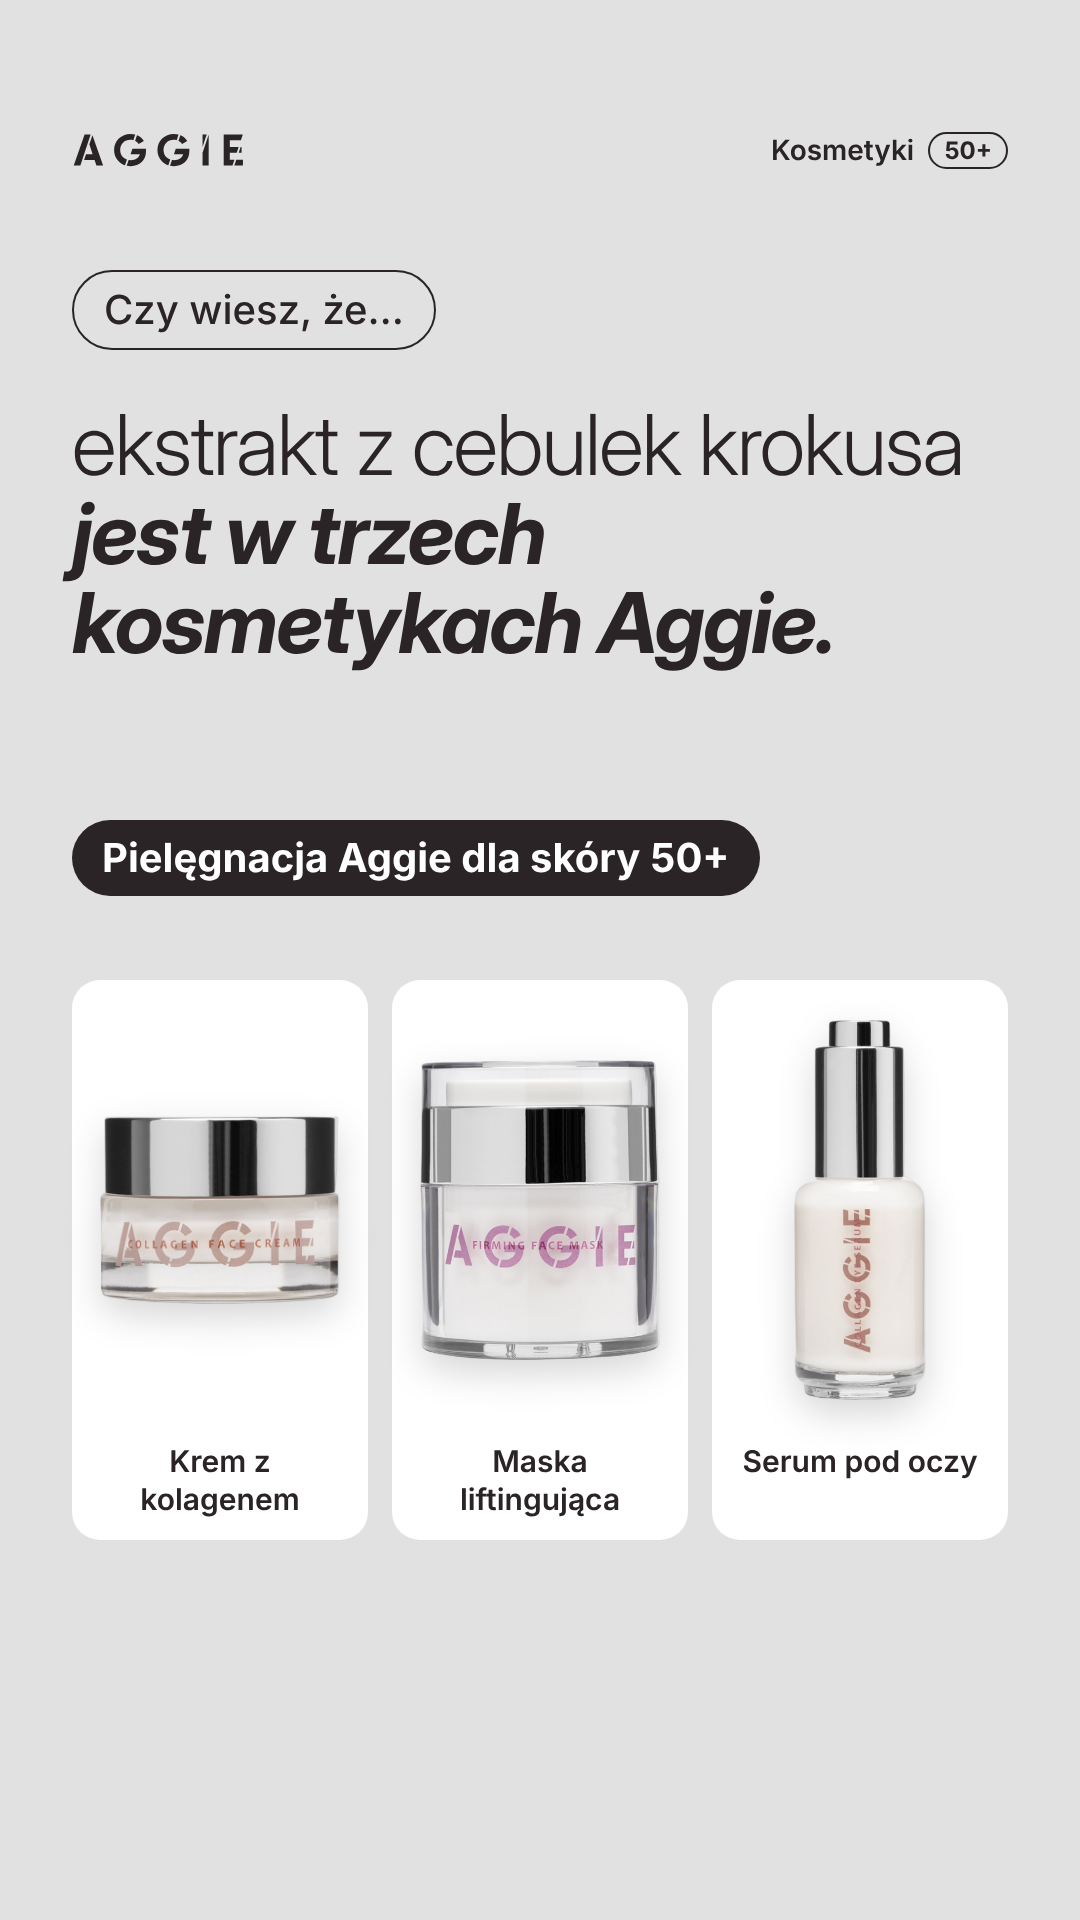 AGGIE
Kosmetyki 50+
Czy wiesz, że...
ekstrakt z cebulek krokusa
jest w trzech
kosmetykach Aggie.
Pielęgnacja Aggie dla skóry 50+
AGGIE
COLLAGEN FACE CREAM
AGGIE
FIRMING FACE MASK
AGGIE
Krem z
kolagenem
Maska
liftingująca
Serum pod oczy